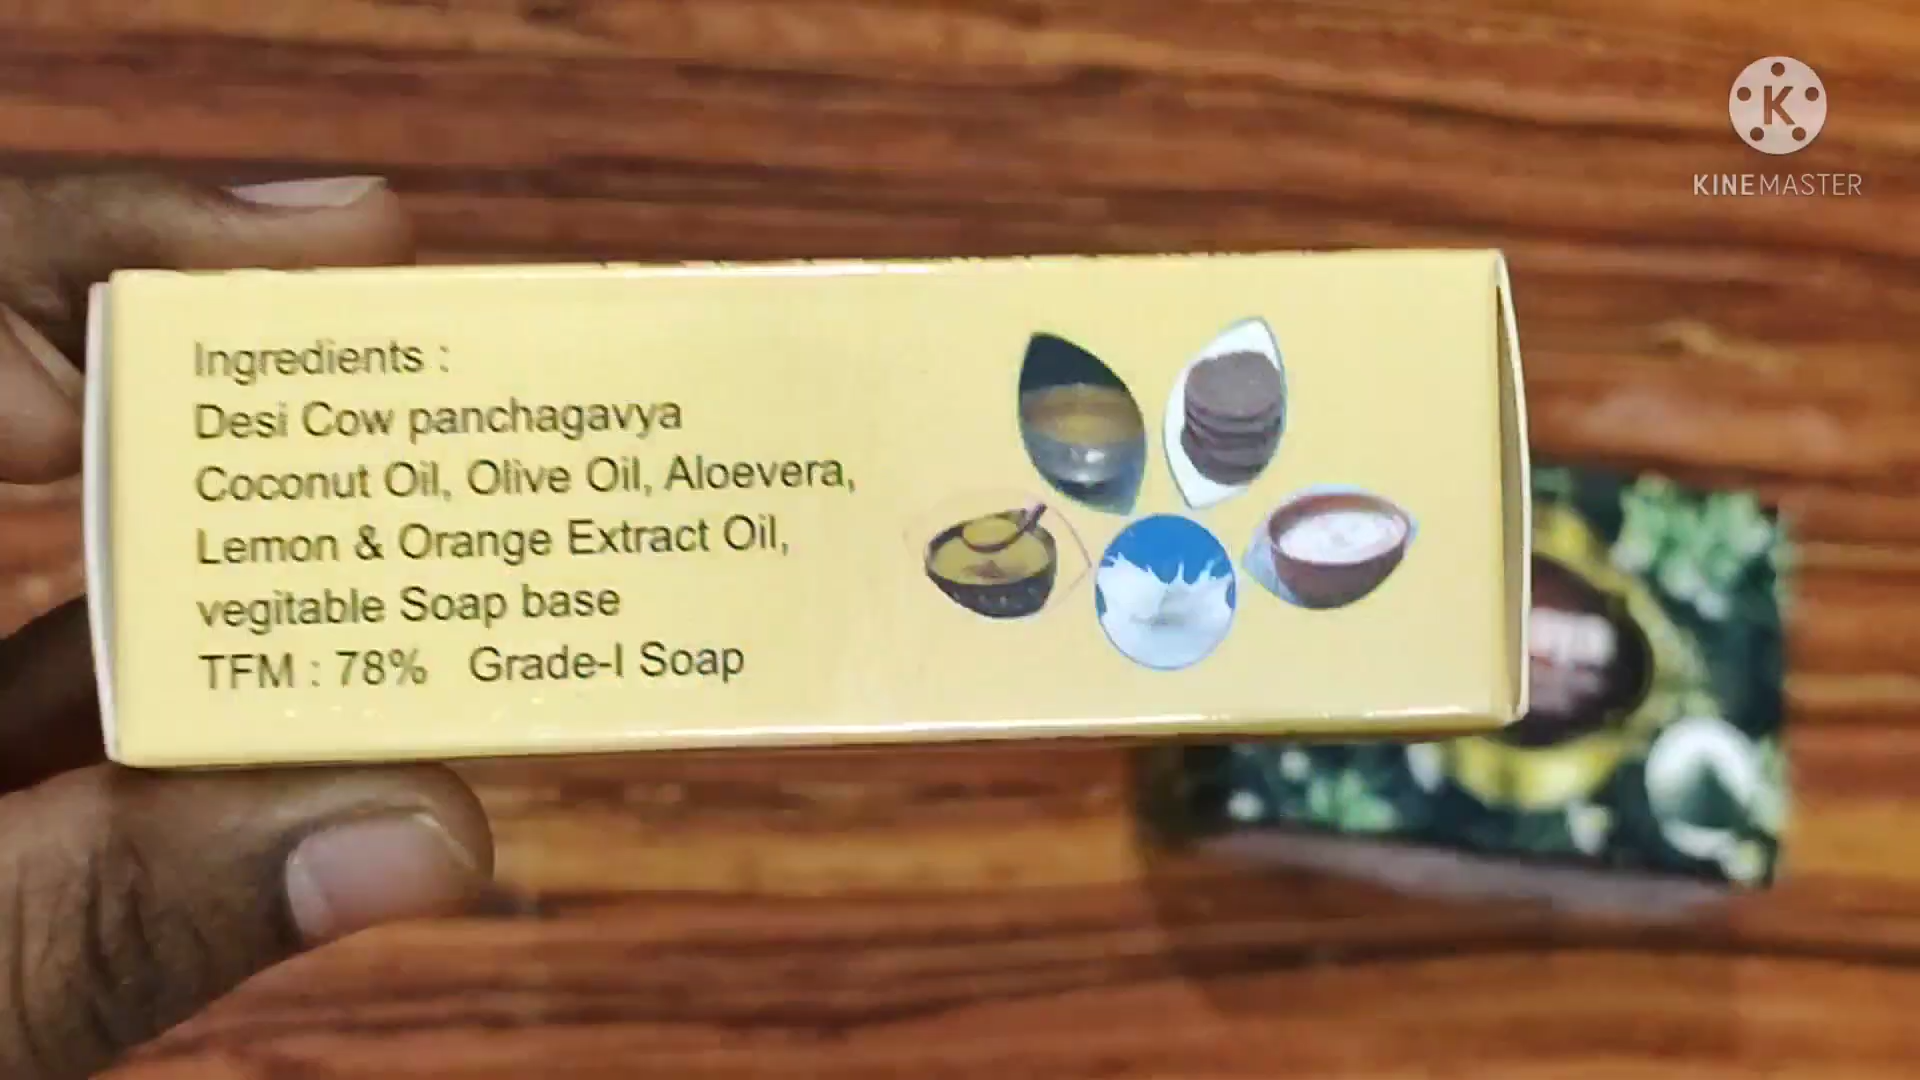 K
KINEMASTER
Ingredients :
Desi Cow panchagavya
Coconut Oil, Olive Oil, Aloevera,
Lemon & Orange Extract Oil,
vegitable Soap base
TFM : 78% Grade-I Soap